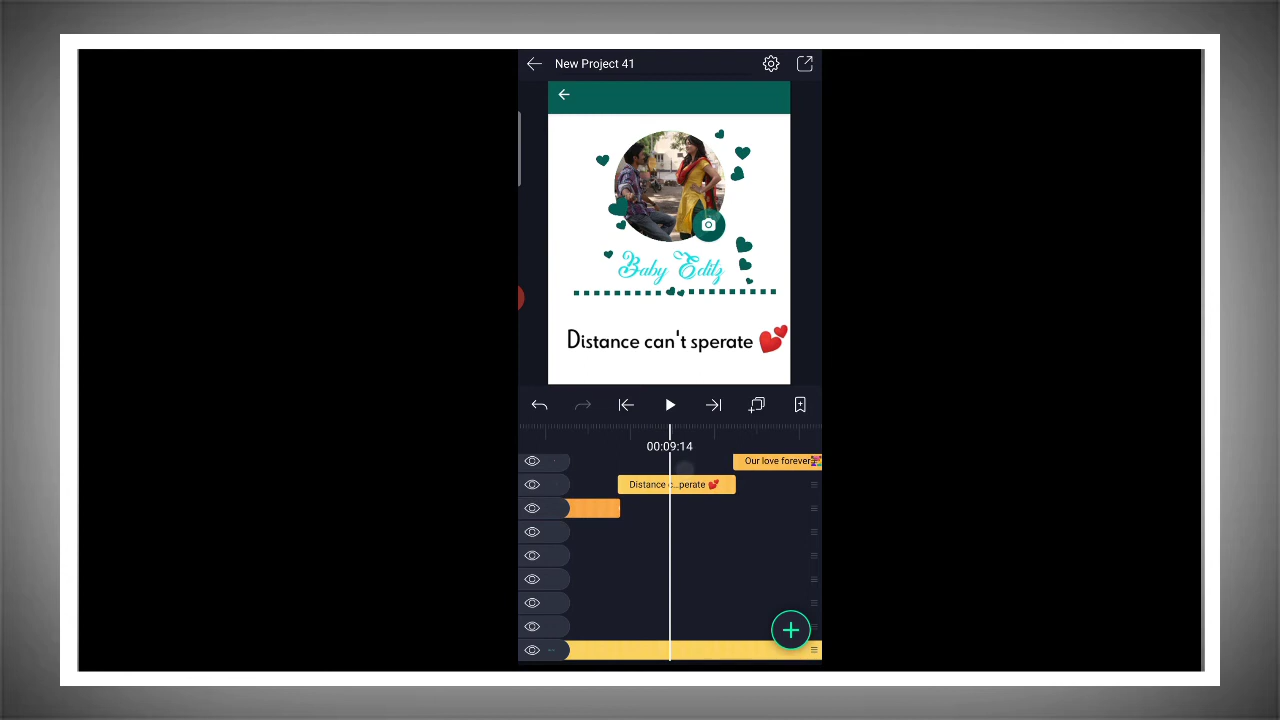 New Project 41
Baby Editz
Distance can't sperate 💕
00:09:14
Our love forever
Distance c...perate 💕